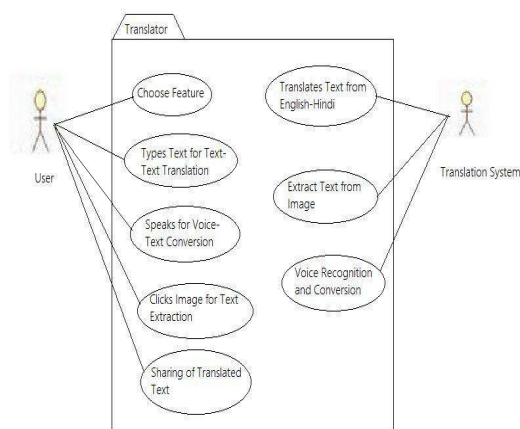 Translator
Choose Feature
Types Text for Text-
Text Translation
Speaks for Voice-
Text Conversion
Clicks Image for Text
Extraction
Sharing of Translated
Text
User
Translates Text from
English-Hindi
Extract Text from
Image
Voice Recognition
and Conversion
Translation System